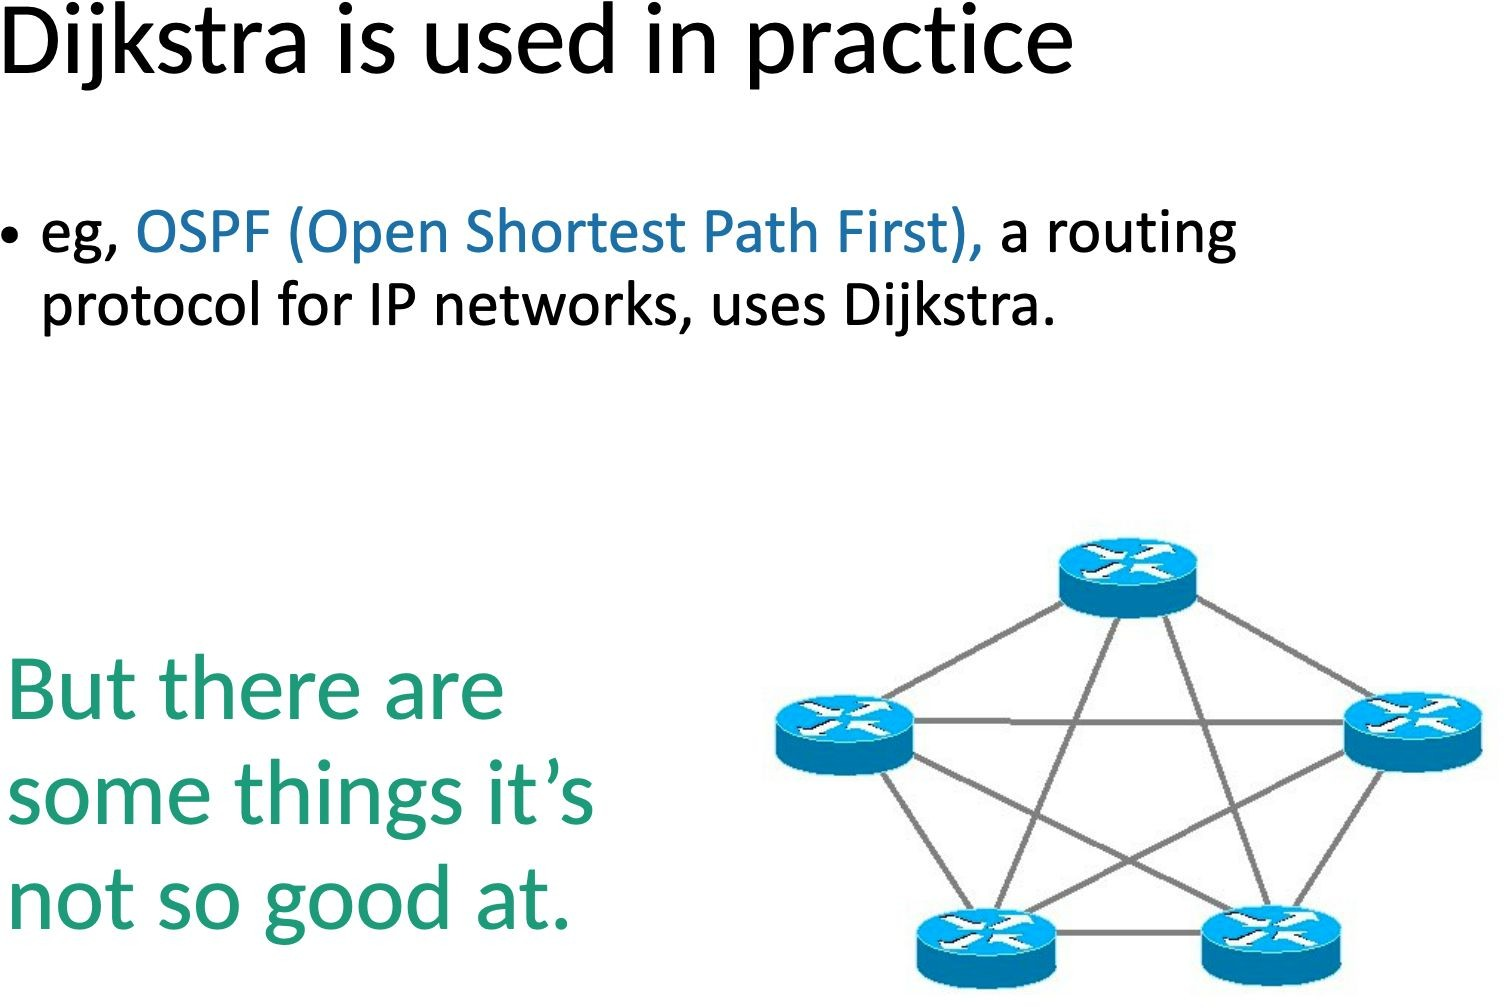 Dijkstra is used in practice
• eg, OSPF (Open Shortest Path First), a routing
protocol for IP networks, uses Dijkstra.
But there are
some things it’s
not so good at.